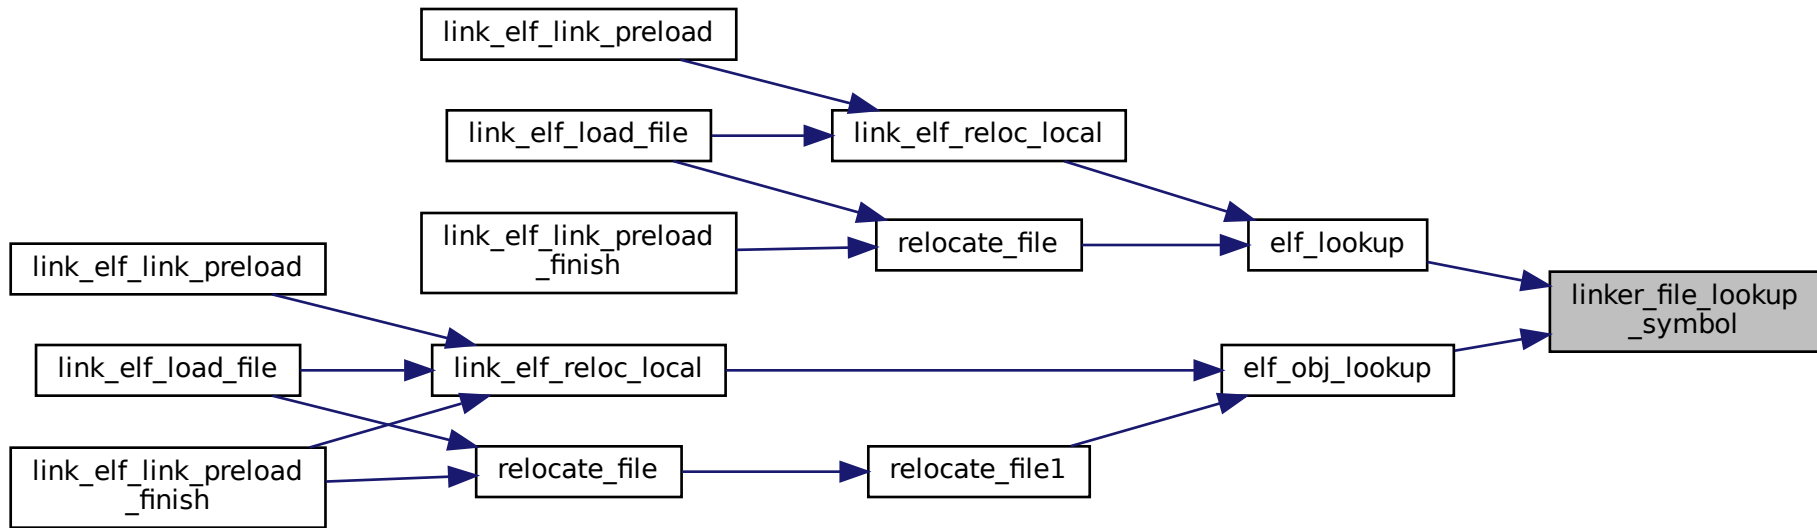 link_elf_link_preload
link_elf_load_file
link_elf_reloc_local
link_elf_link_preload
_finish
relocate_file
elf_lookup
linker_file_lookup
_symbol
link_elf_link_preload
link_elf_load_file
link_elf_reloc_local
elf_obj_lookup
link_elf_link_preload
_finish
relocate_file
relocate_file1